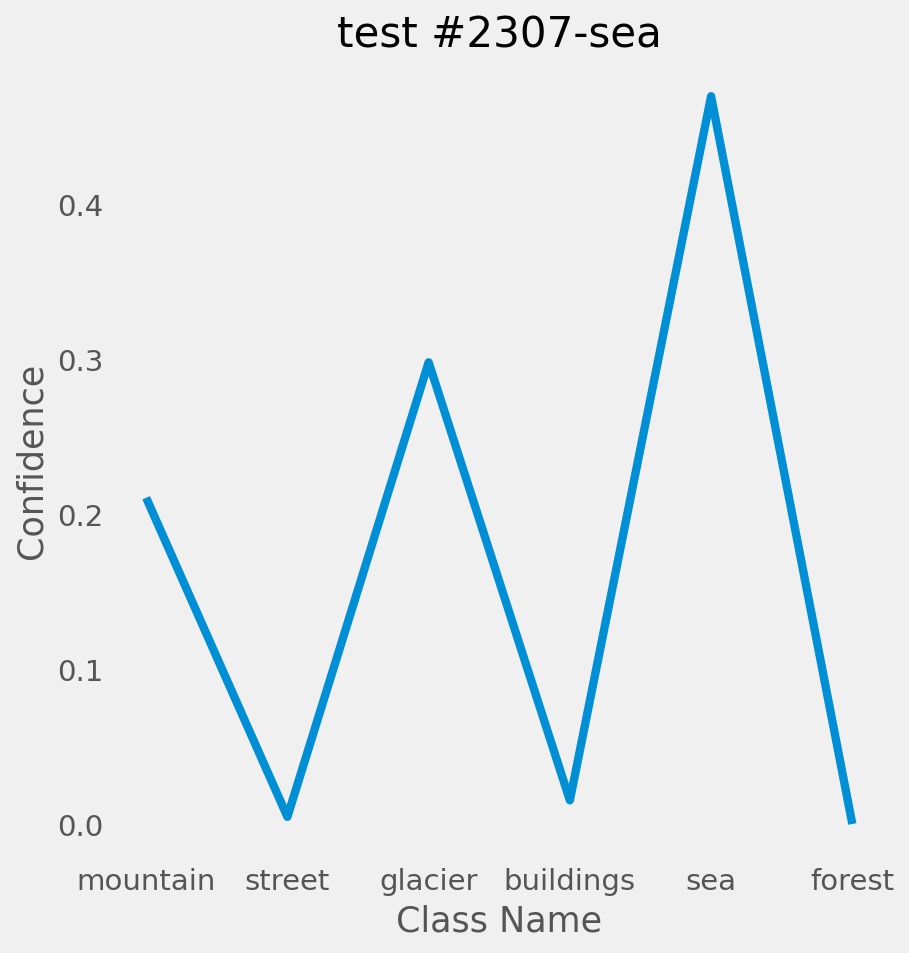 test #2307-sea
Confidence
0.4
0.3
0.2
0.1
0.0
mountain street glacier buildings sea forest
Class Name